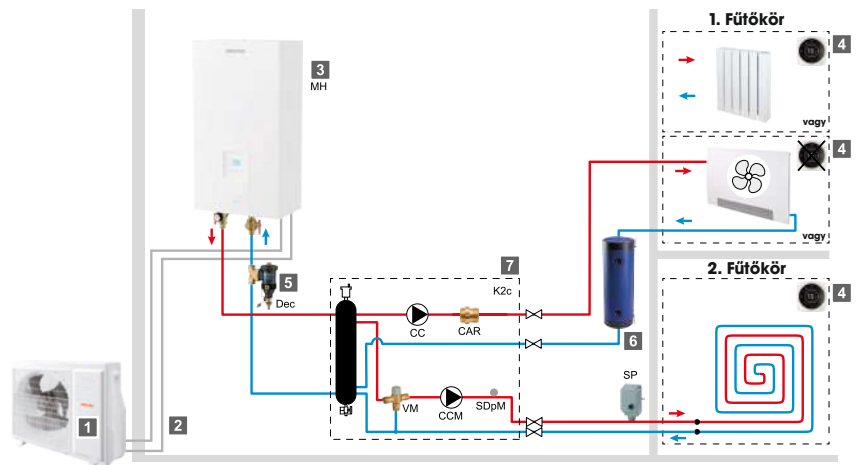 1. Fűtőkör
4
3
MH
vagy
4
vagy
7
K2c
5
Dec
CC
CAR
2. Fűtőkör
4
6
SP
VM
CCM
SDpM
1
2